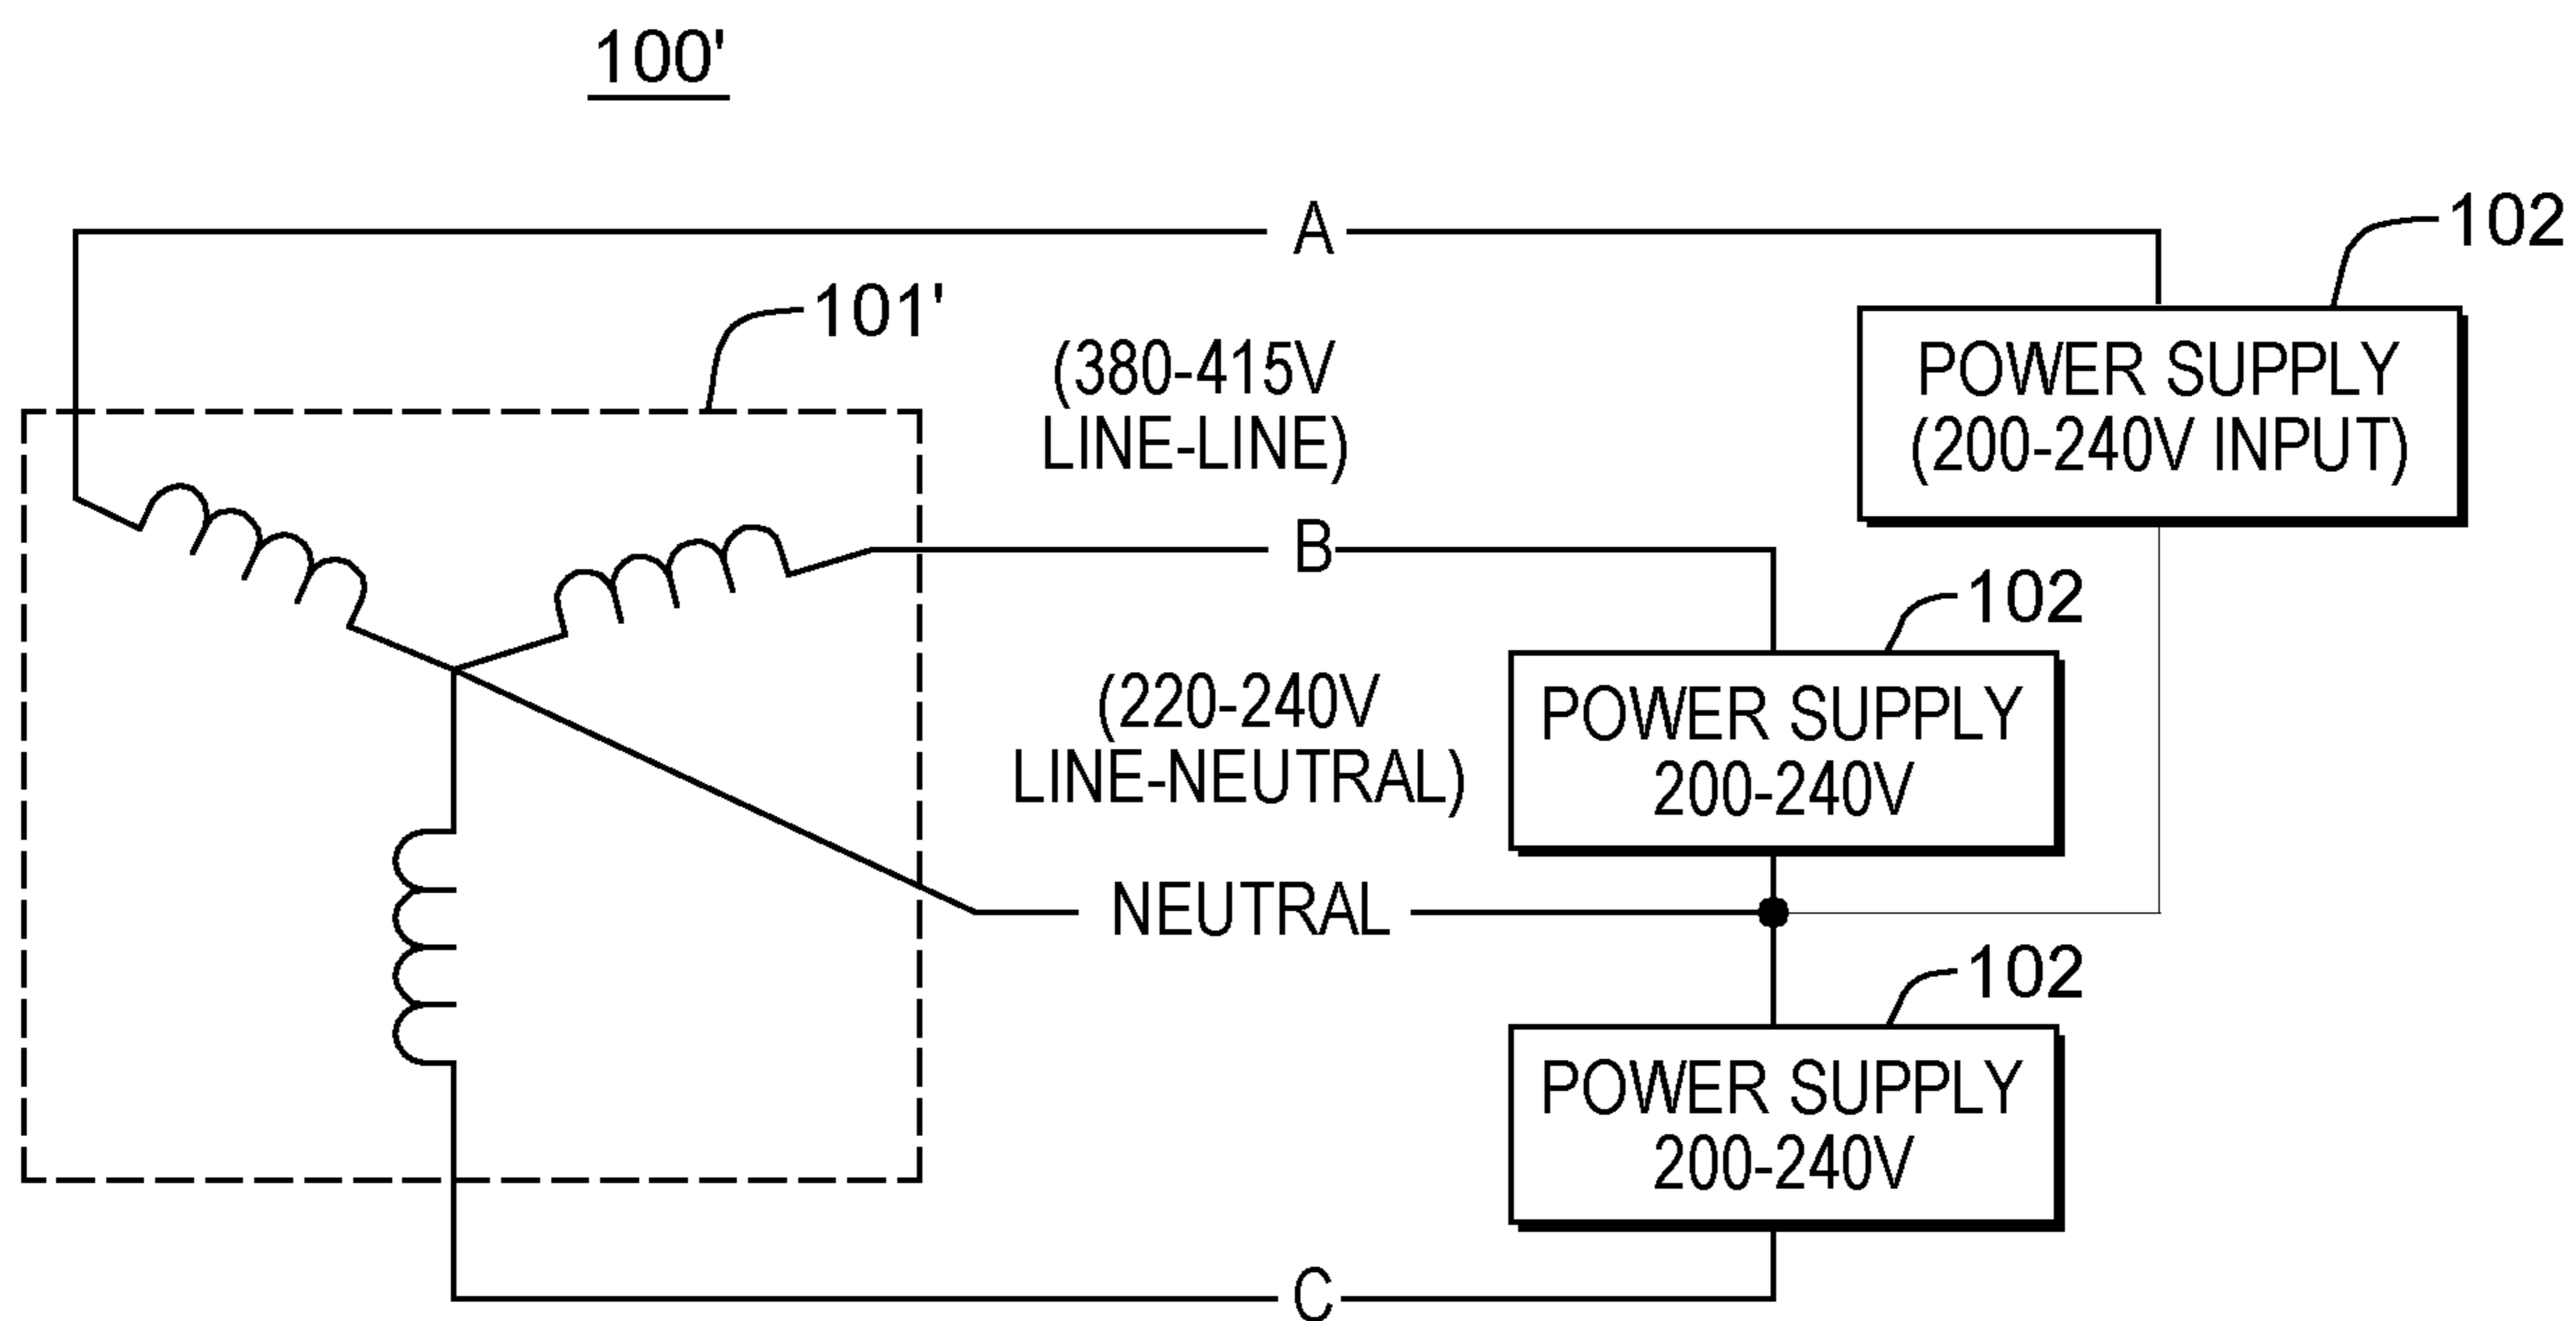 100'
A
102
101'
(380-415V
LINE-LINE)
POWER SUPPLY
(200-240V INPUT)
B
102
(220-240V
LINE-NEUTRAL)
POWER SUPPLY
200-240V
NEUTRAL
102
POWER SUPPLY
200-240V
C